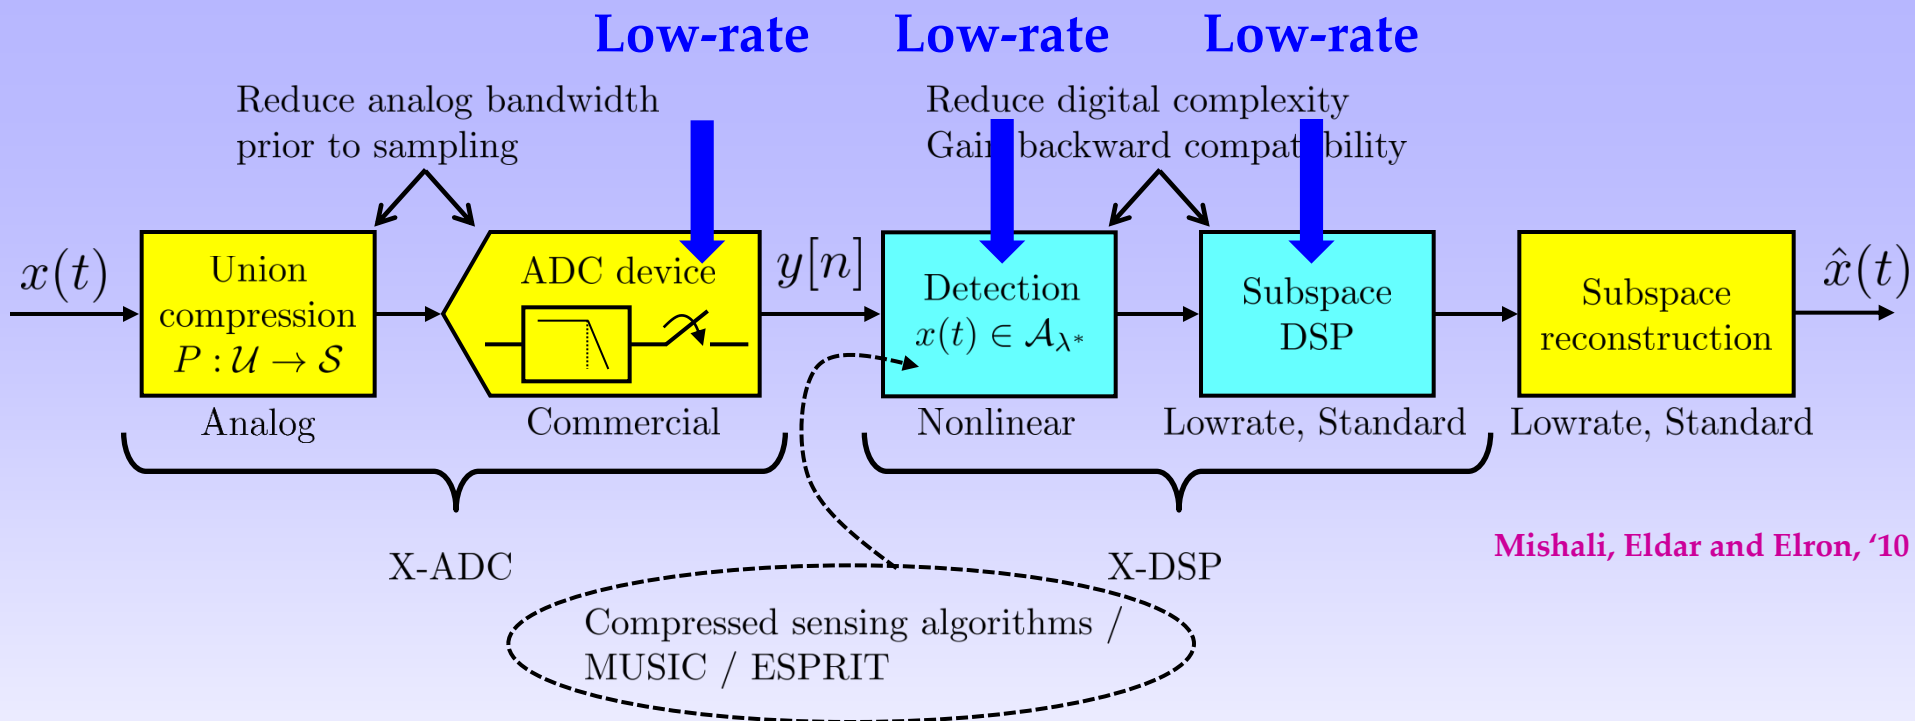 Low-rate Low-rate Low-rate
Reduce analog bandwidth
prior to sampling
Reduce digital complexity
Gain backward compatibility
x(t)
Union
compression
P : 𝒰 → 𝒮
Analog
ADC device
Commercial
y[n]
Detection
x(t) ∈ 𝒜_λ*
Nonlinear
Subspace
DSP
Lowrate, Standard
Subspace
reconstruction
Lowrate, Standard
x̂(t)
X-ADC
X-DSP
Mishali, Eldar and Elron, ‘10
Compressed sensing algorithms /
MUSIC / ESPRIT